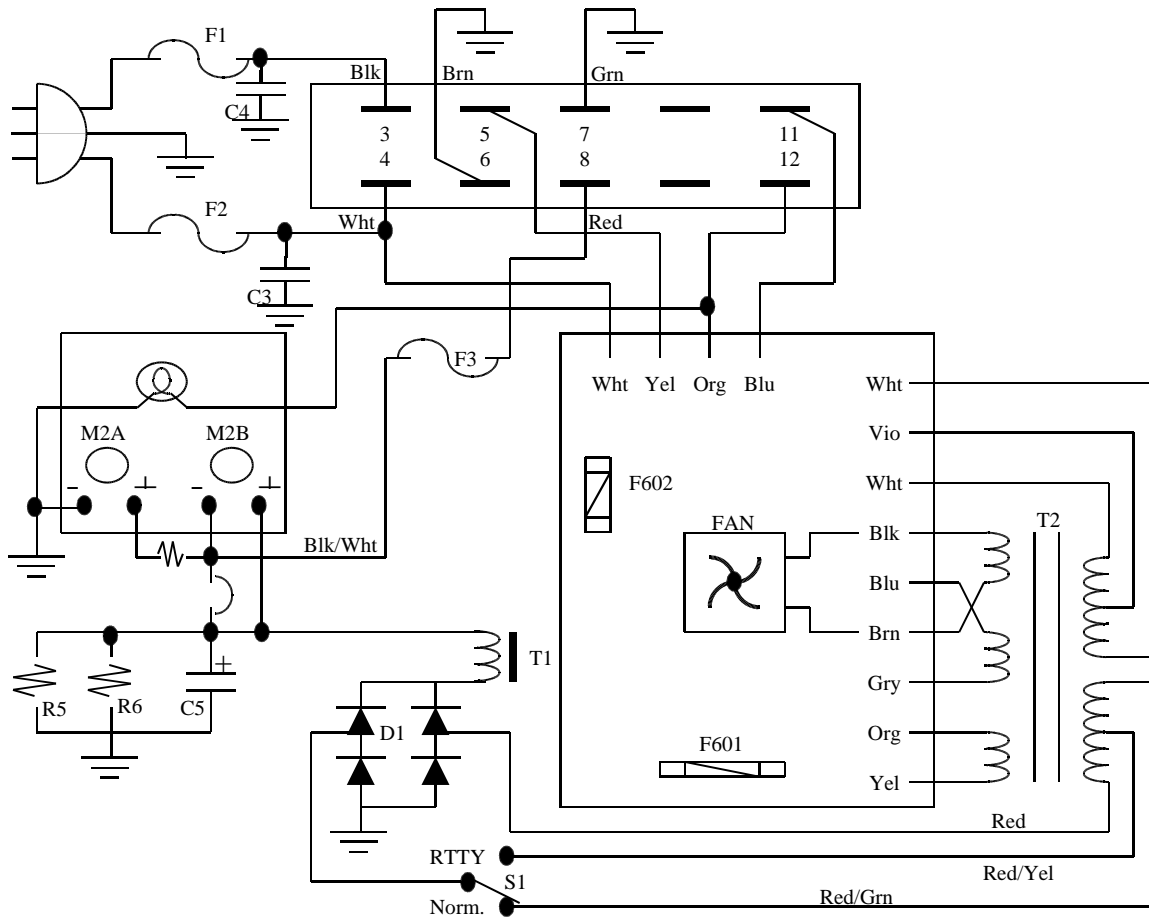 F1
Blk
Brn
Grn
C4
3 5 7 11
4 6 8 12
F2
Wht
Red
C3
F3
Wht Yel Org Blu
Wht
M2A M2B
Vio
- + - +
F602
Wht
FAN
T2
Blk/Wht
Blk
Blu
Brn
+
T1
R5 R6 C5
Gry
D1
F601
Org
Yel
Red
RTTY
S1
Red/Yel
Norm.
Red/Grn